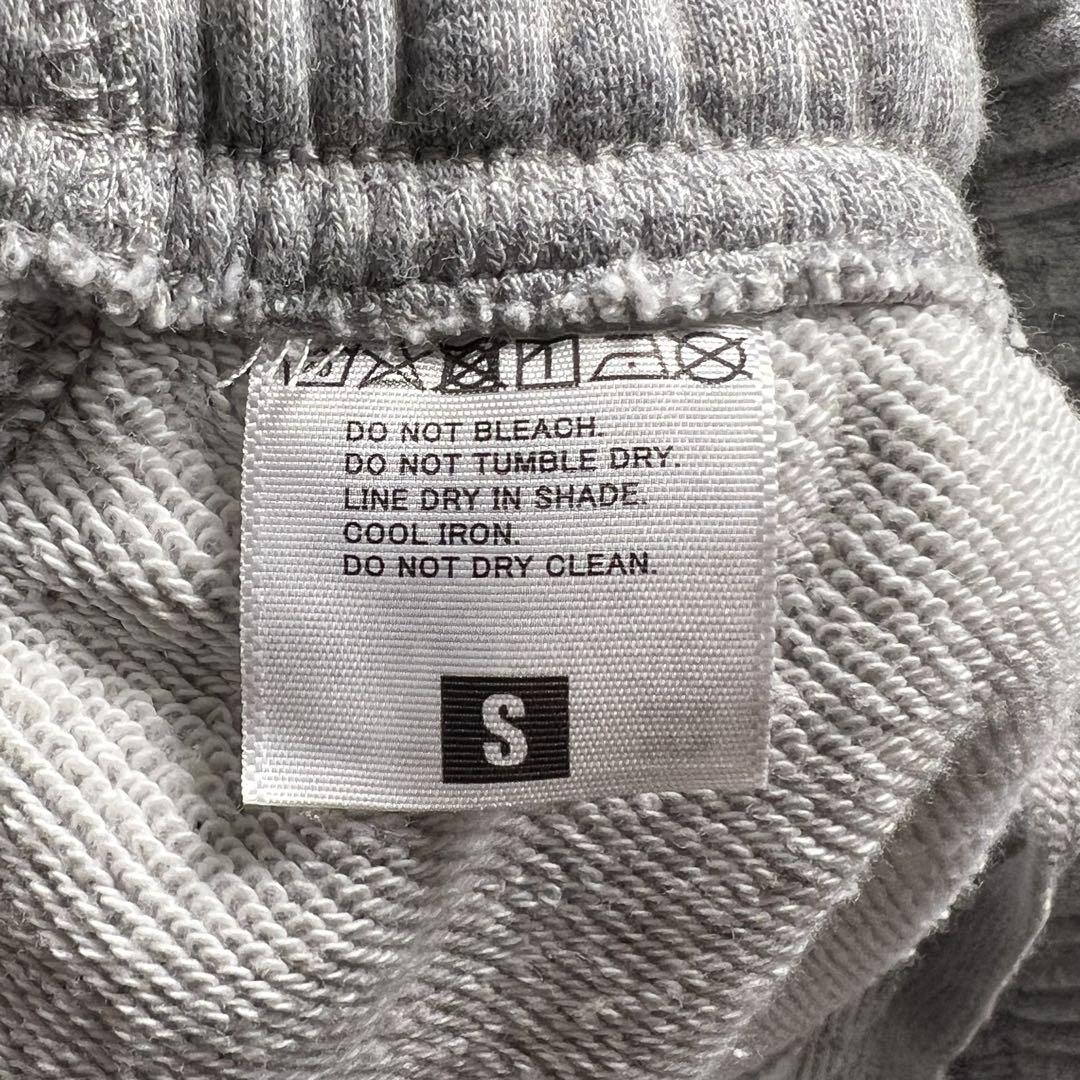 DO NOT BLEACH.
DO NOT TUMBLE DRY.
LINE DRY IN SHADE.
COOL IRON.
DO NOT DRY CLEAN.
S